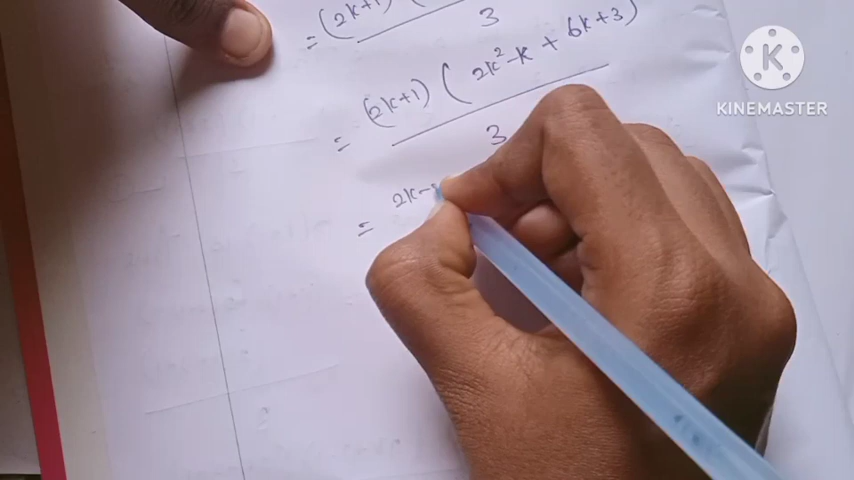 = (2k+1)
3
= (2k+1) (2k²-k + 6k+3)
3
= 2k-
KINEMASTER